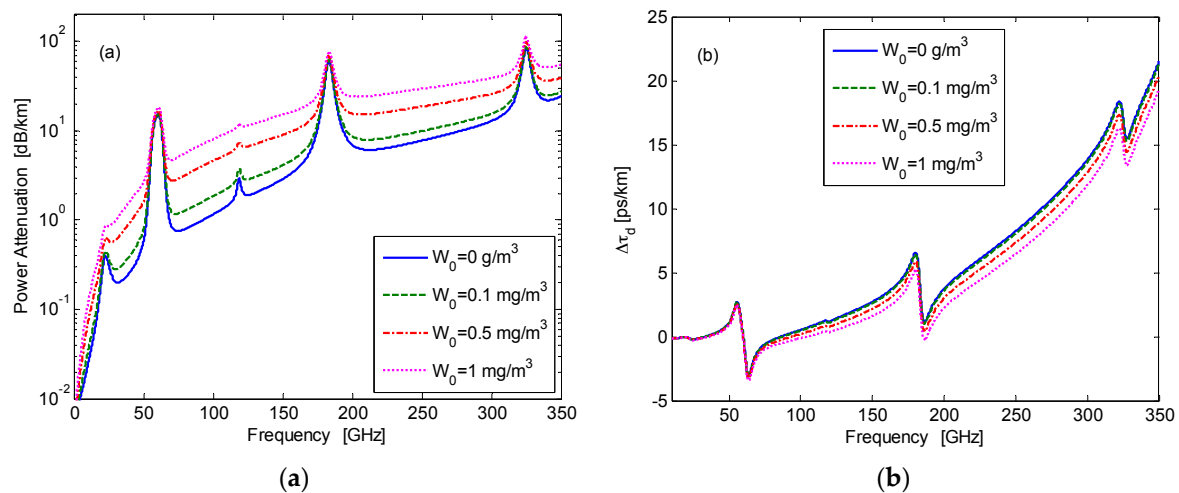 (a)
Power Attenuation [dB/km]
10^2
10^1
10^0
10^-1
10^-2
W_0=0 g/m^3
W_0=0.1 mg/m^3
W_0=0.5 mg/m^3
W_0=1 mg/m^3
0 50 100 150 200 250 300 350
Frequency [GHz]
(a)
(b)
Δτ_d [ps/km]
25
20
15
10
5
0
-5
W_0=0 g/m^3
W_0=0.1 mg/m^3
W_0=0.5 mg/m^3
W_0=1 mg/m^3
50 100 150 200 250 300 350
Frequency [GHz]
(b)